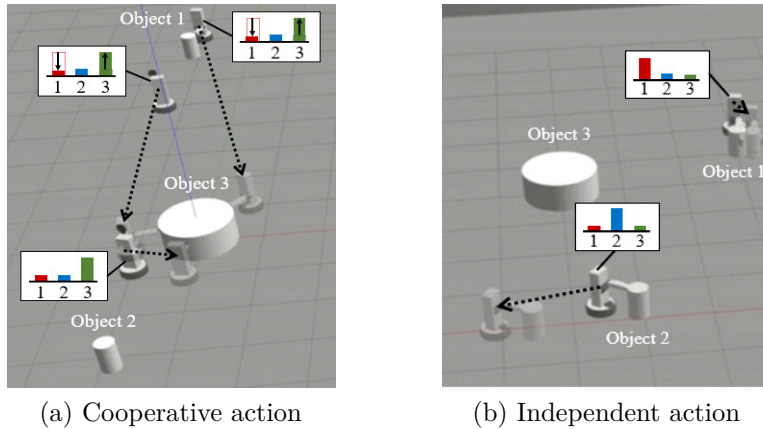 Object 1
1 2 3
1 2 3
Object 3
1 2 3
Object 2
(a) Cooperative action
1 2 3
Object 3
Object 1
1 2 3
Object 2
(b) Independent action